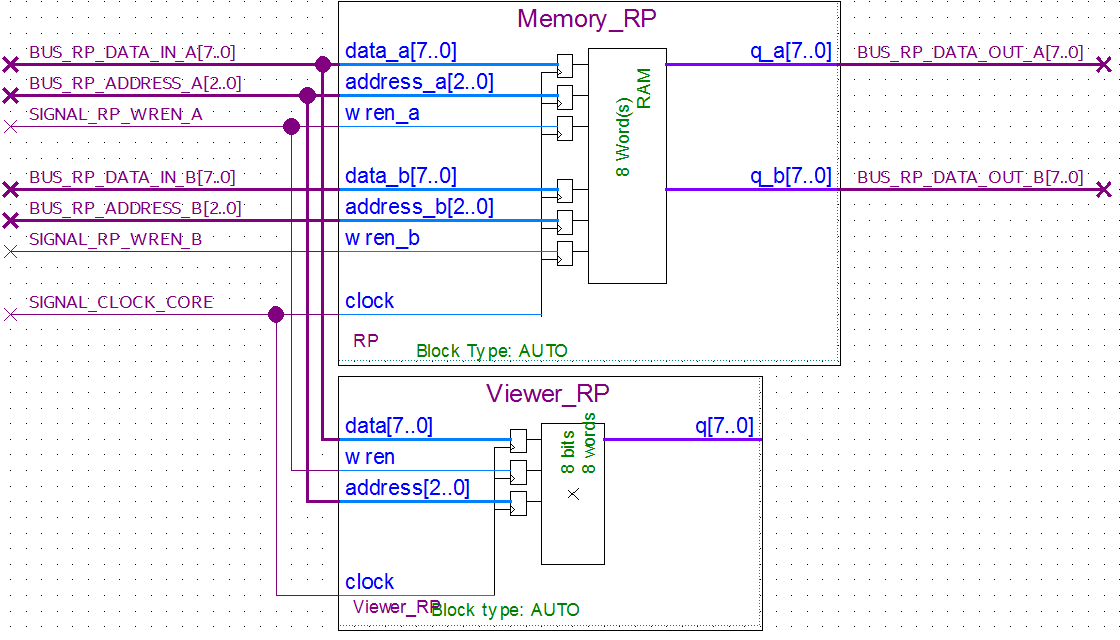 Memory_RP
BUS_RP_DATA_IN_A[7..0] data_a[7..0] q_a[7..0] BUS_RP_DATA_OUT_A[7..0]
BUS_RP_ADDRESS_A[2..0] address_a[2..0]
SIGNAL_RP_WREN_A wren_a
8 Word(s)
RAM
BUS_RP_DATA_IN_B[7..0] data_b[7..0] q_b[7..0] BUS_RP_DATA_OUT_B[7..0]
BUS_RP_ADDRESS_B[2..0] address_b[2..0]
SIGNAL_RP_WREN_B wren_b
SIGNAL_CLOCK_CORE clock
RP
Block Type: AUTO
Viewer_RP
data[7..0] q[7..0]
8 bits
8 words
wren
address[2..0]
clock
Viewer_RP
Block type: AUTO